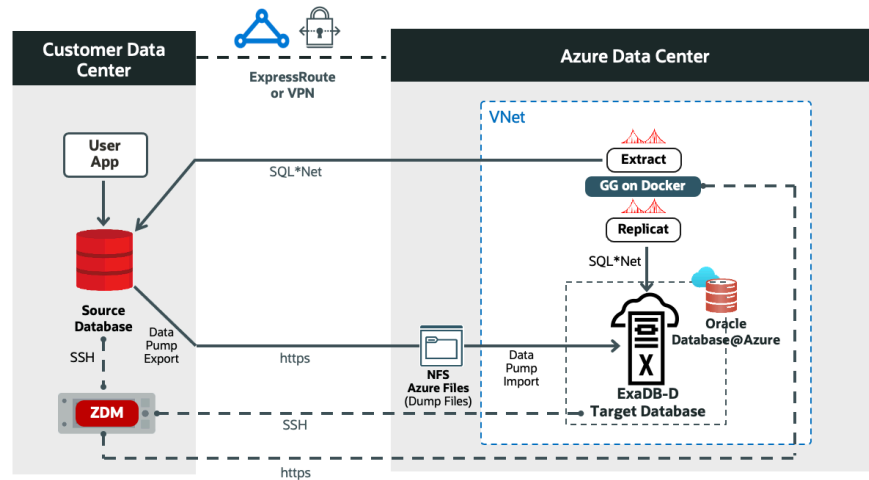 Customer Data
Center
ExpressRoute
or VPN
Azure Data Center
VNet
User
App
SQL*Net
Extract
GG on Docker
Replicat
SQL*Net
Source
Database
Data
Pump
Export
https
NFS
Azure Files
(Dump Files)
Data
Pump
Import
X
ExaDB-D
Target Database
Oracle
Database@Azure
SSH
ZDM
SSH
https